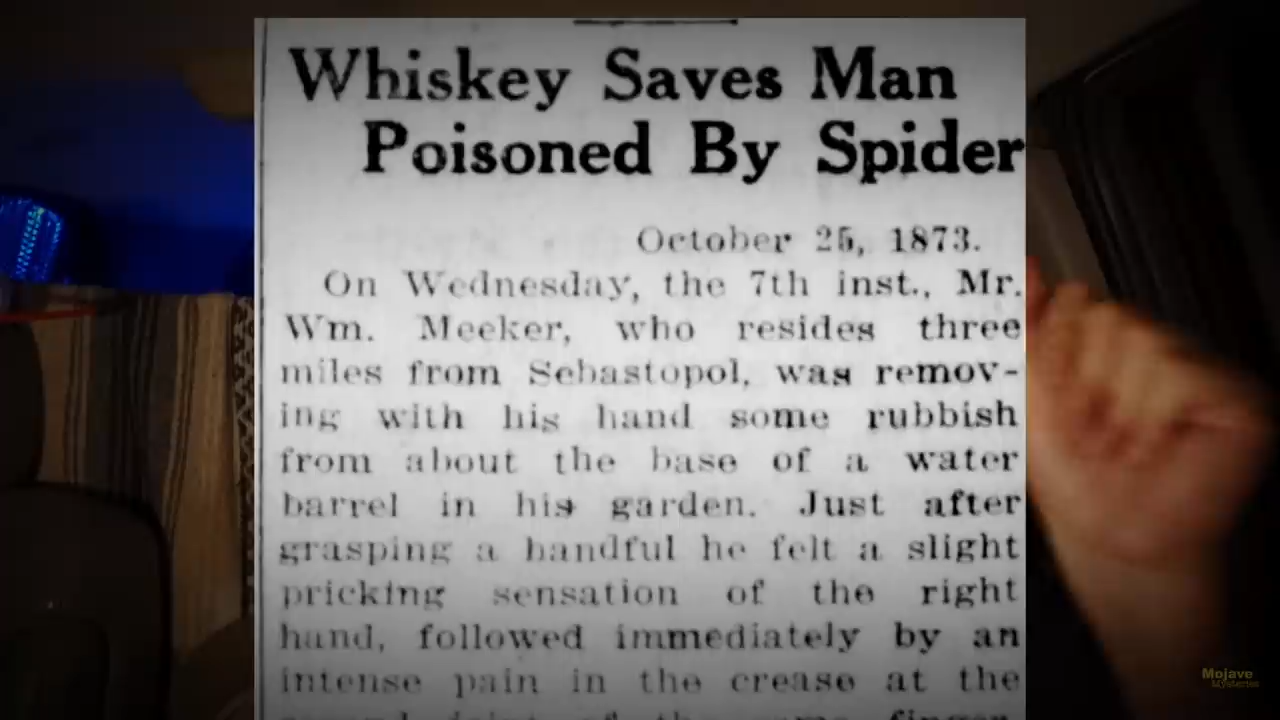 Whiskey Saves Man
Poisoned By Spider
October 25, 1873.
On Wednesday, the 7th inst., Mr.
Wm. Meeker, who resides three
miles from Sebastopol, was remov-
ing with his hand some rubbish
from about the base of a water
barrel in his garden. Just after
grasping a handful he felt a slight
pricking sensation of the right
hand, followed immediately by an
intense pain in the crease at the
Mojave
Mysteries